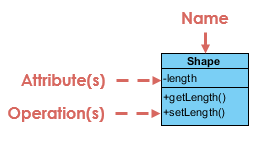 Name
Shape
Attribute(s)
-length
+getLength()
Operation(s)
+setLength()